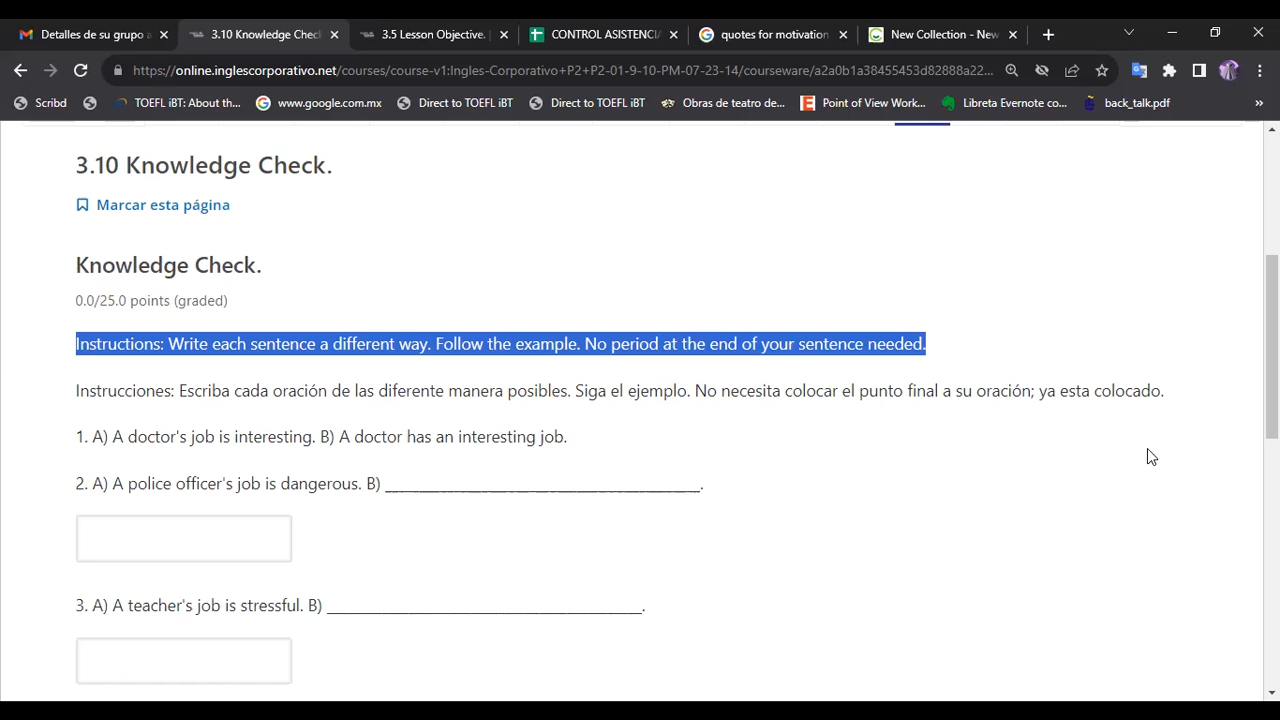 Detalles de su grupo a
3.10 Knowledge Chec
3.5 Lesson Objective. |
CONTROL ASISTENCIA
quotes for motivation
New Collection - New
https://online.inglescorporativo.net/courses/course-v1:Ingles-Corporativo+P2+P2-01-9-10-PM-07-23-14/courseware/a2a0b1a38455453d82888a22...
Scribd
TOEFL iBT: About th...
www.google.com.mx
Direct to TOEFL iBT
Direct to TOEFL iBT
Obras de teatro de...
Point of View Work...
Libreta Evernote co...
back_talk.pdf
»
3.10 Knowledge Check.
Marcar esta página
Knowledge Check.
0.0/25.0 points (graded)
Instructions: Write each sentence a different way. Follow the example. No period at the end of your sentence needed.
Instrucciones: Escriba cada oración de las diferente manera posibles. Siga el ejemplo. No necesita colocar el punto final a su oración; ya esta colocado.
1. A) A doctor's job is interesting. B) A doctor has an interesting job.
2. A) A police officer's job is dangerous. B) ___________________________________.
3. A) A teacher's job is stressful. B) ___________________________________.